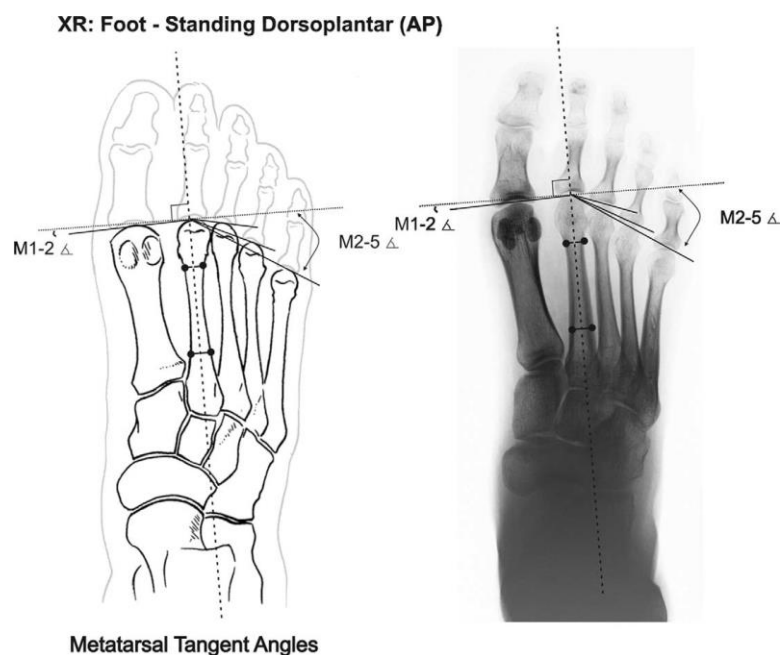 XR: Foot - Standing Dorsoplantar (AP)
M1-2 ∡
M2-5 ∡
M1-2 ∡
M2-5 ∡
Metatarsal Tangent Angles